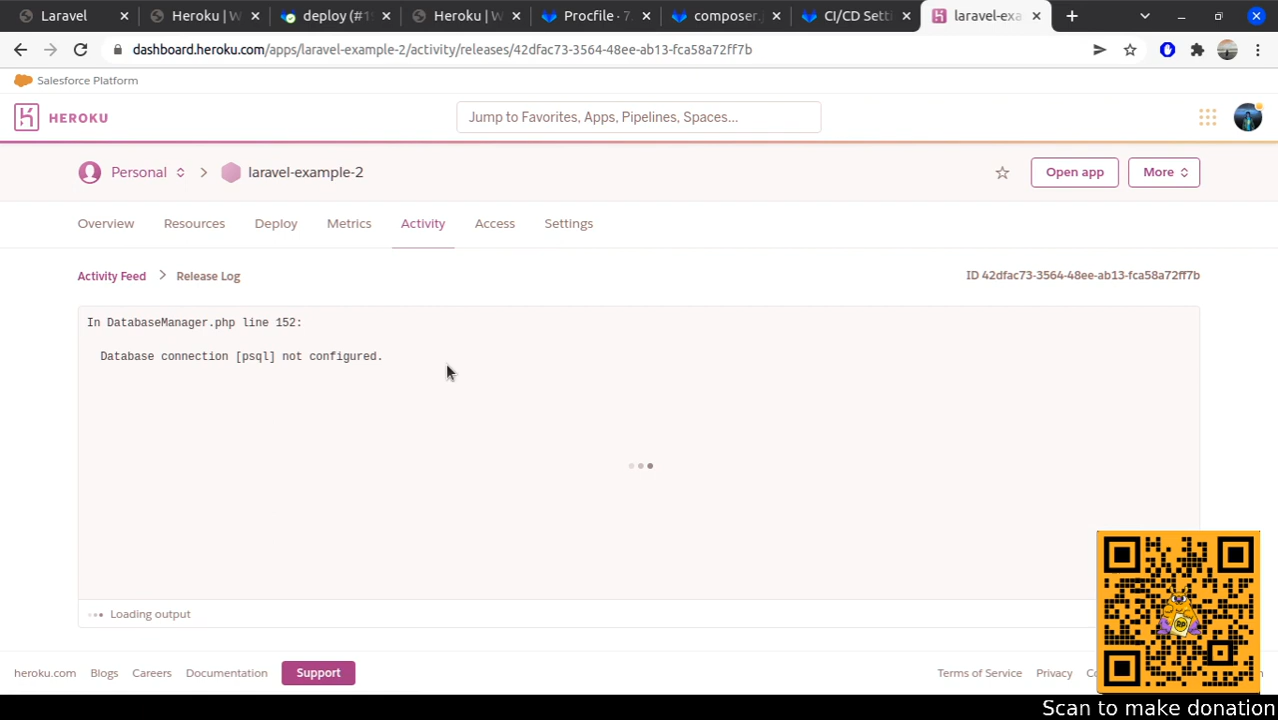 Laravel
Heroku | W
deploy (#1
Heroku | W
Procfile · 7
composer.j
CI/CD Sett
laravel-exa
dashboard.heroku.com/apps/laravel-example-2/activity/releases/42dfac73-3564-48ee-ab13-fca58a72ff7b
Salesforce Platform
HEROKU
Jump to Favorites, Apps, Pipelines, Spaces...
Personal
laravel-example-2
Open app
More
Overview
Resources
Deploy
Metrics
Activity
Access
Settings
Activity Feed
Release Log
ID 42dfac73-3564-48ee-ab13-fca58a72ff7b
In DatabaseManager.php line 152:
Database connection [psql] not configured.
Loading output
heroku.com
Blogs
Careers
Documentation
Support
Terms of Service
Privacy
Scan to make donation